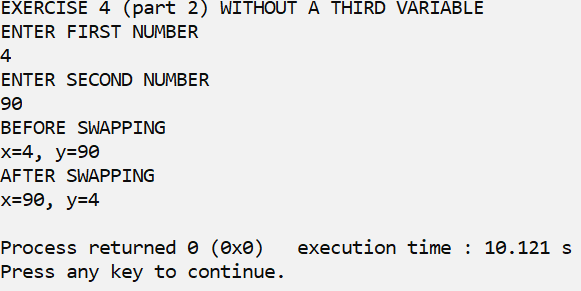 EXERCISE 4 (part 2) WITHOUT A THIRD VARIABLE
ENTER FIRST NUMBER
4
ENTER SECOND NUMBER
90
BEFORE SWAPPING
x=4, y=90
AFTER SWAPPING
x=90, y=4
Process returned 0 (0x0)   execution time : 10.121 s
Press any key to continue.